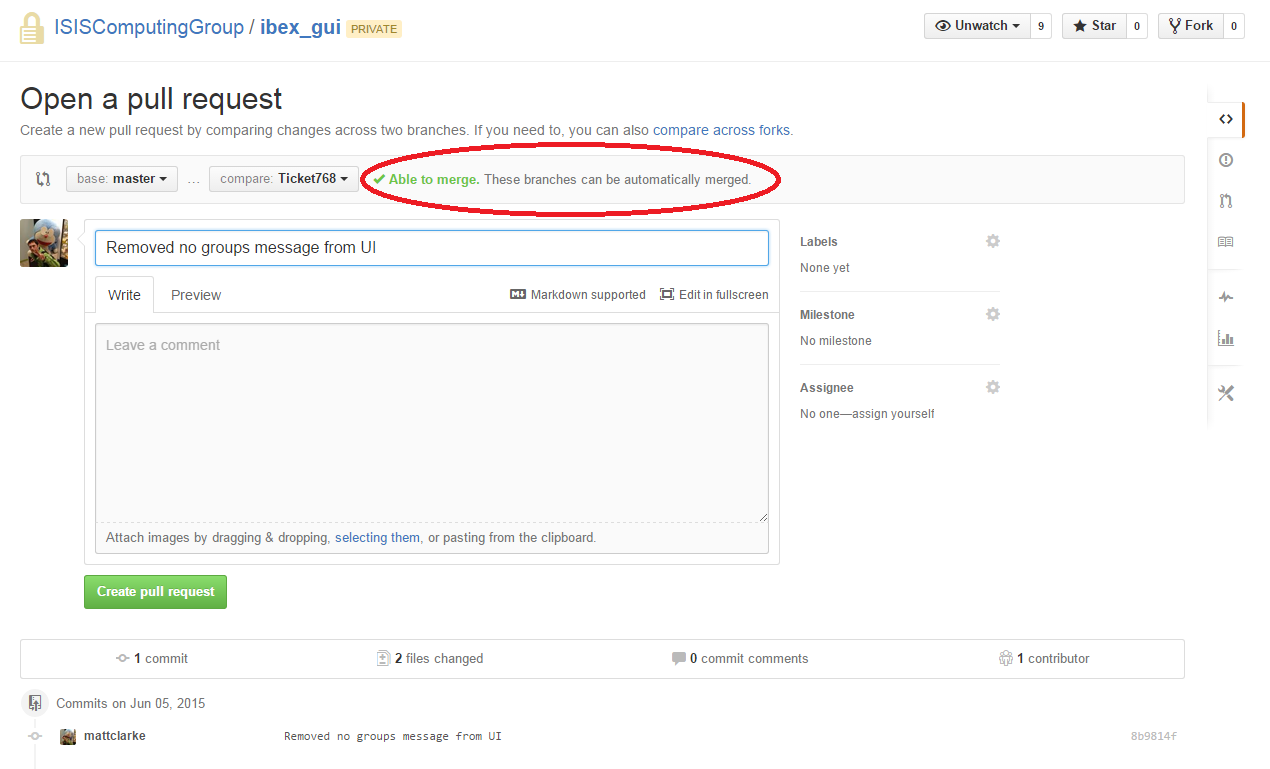 ISISComputingGroup / ibex_gui PRIVATE
Unwatch 9 Star 0 Fork 0
Open a pull request
Create a new pull request by comparing changes across two branches. If you need to, you can also compare across forks.
base: master ... compare: Ticket768 Able to merge. These branches can be automatically merged.
Removed no groups message from UI
Write Preview Markdown supported Edit in fullscreen
Leave a comment
Attach images by dragging & dropping, selecting them, or pasting from the clipboard.
Create pull request
Labels
None yet
Milestone
No milestone
Assignee
No one—assign yourself
1 commit 2 files changed 0 commit comments 1 contributor
Commits on Jun 05, 2015
mattclarke Removed no groups message from UI 8b9814f